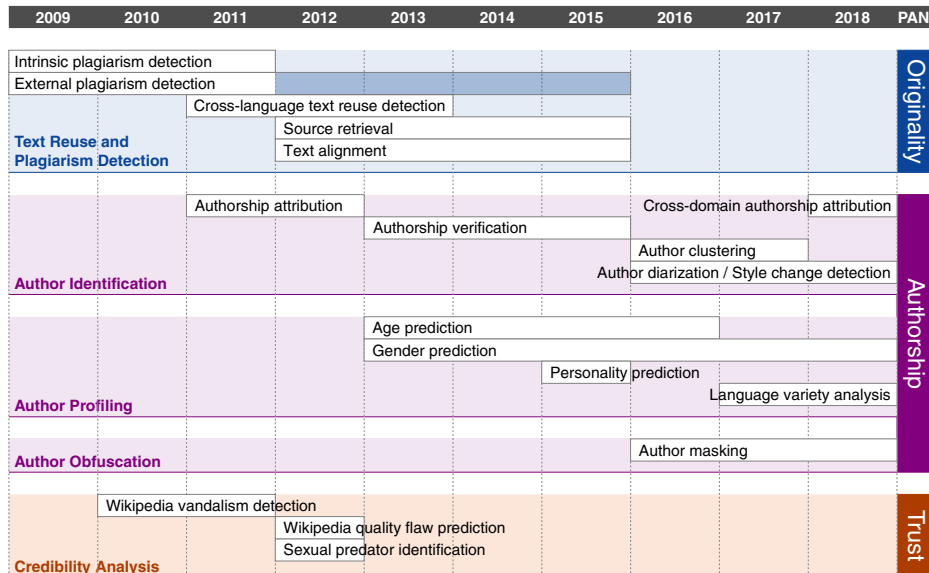 2009 2010 2011 2012 2013 2014 2015 2016 2017 2018 PAN
Intrinsic plagiarism detection
External plagiarism detection
Cross-language text reuse detection
Source retrieval
Text alignment
Text Reuse and
Plagiarism Detection
Originality
Authorship attribution
Cross-domain authorship attribution
Authorship verification
Author clustering
Author diarization / Style change detection
Author Identification
Age prediction
Gender prediction
Personality prediction
Language variety analysis
Author Profiling
Author masking
Author Obfuscation
Authorship
Wikipedia vandalism detection
Wikipedia quality flaw prediction
Sexual predator identification
Credibility Analysis
Trust